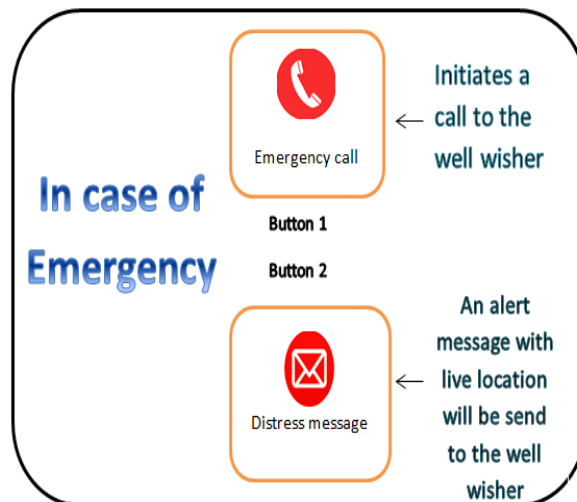 In case of
Emergency
Emergency call
Initiates a
call to the
well wisher
Button 1
Button 2
Distress message
An alert
message with
live location
will be send
to the well
wisher